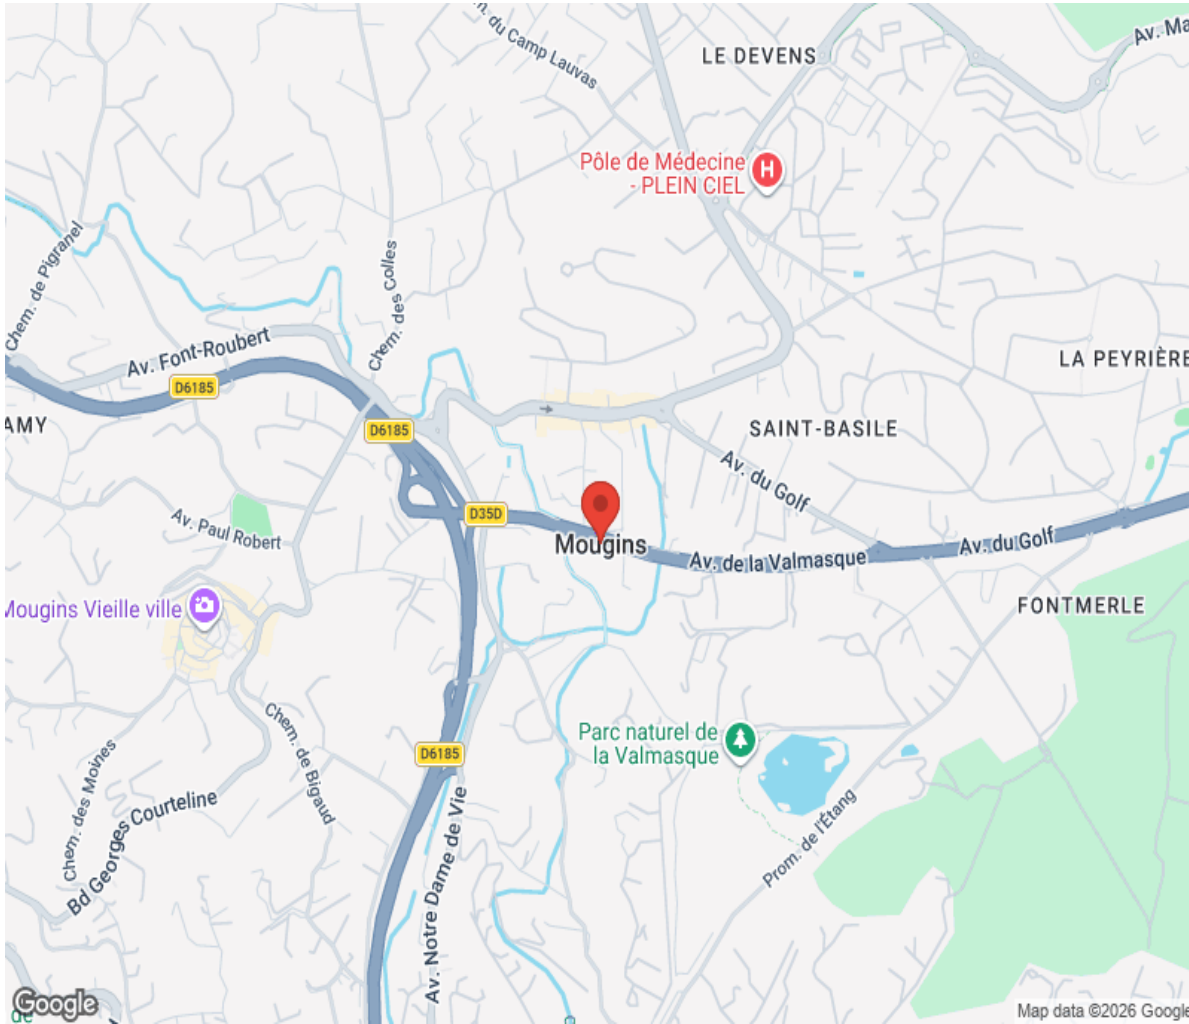 m. du Camp Lauvas
LE DEVENS
Av. Ma
Pôle de Médecine
- PLEIN CIEL
H
Chem. de Pigranel
Chem. des Colles
Av. Font-Roubert
D6185
LA PEYRIÈRE
AMY
D6185
SAINT-BASILE
Av. du Golf
Av. Paul Robert
D35D
Mougins
Av. de la Valmasque
Av. du Golf
Mougins Vieille ville
FONTMERLE
Chem. de Bigaud
Parc naturel de
la Valmasque
D6185
Chem. des Moines
Bd Georges Courteline
Av. Notre Dame de Vie
Prom. de l'Étang
Google
de
Map data ©2026 Google